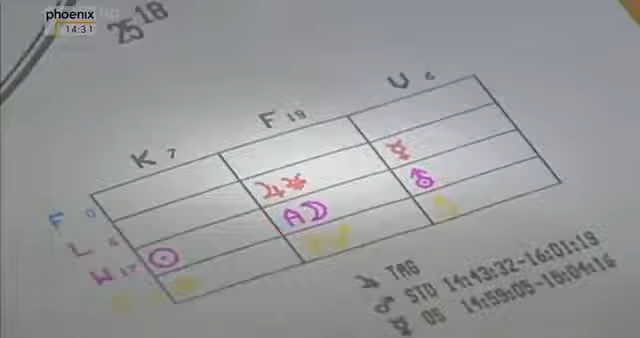 phoenix HD
14:31
25 18
K 7 F 19 U 6
F 0 ♃
L 6 A☽
W 17 ☉
☿
♃ TAG
♂ STD 14:43:32-16:01:19
☿ 05 14:59:05-15:04:16